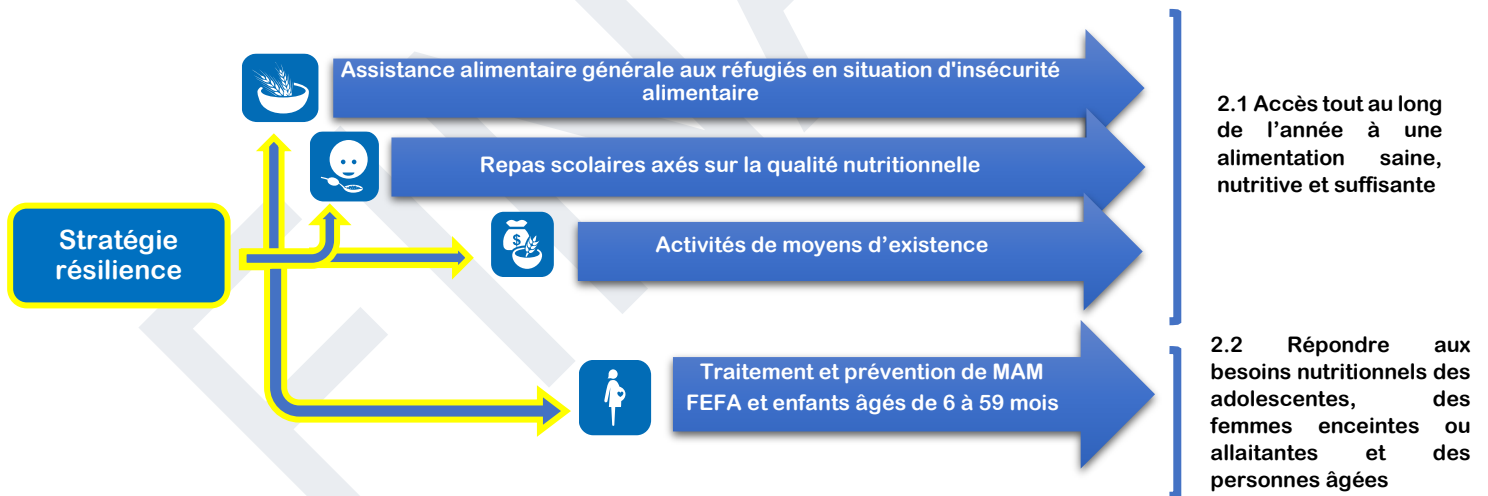 Assistance alimentaire générale aux réfugiés en situation d'insécurité
alimentaire
Repas scolaires axés sur la qualité nutritionnelle
Stratégie
résilience
$
Activités de moyens d’existence
Traitement et prévention de MAM
FEFA et enfants âgés de 6 à 59 mois
2.1 Accès tout au long
de l’année à une
alimentation saine,
nutritive et suffisante
2.2 Répondre aux
besoins nutritionnels des
adolescentes, des
femmes enceintes ou
allaitantes et des
personnes âgées